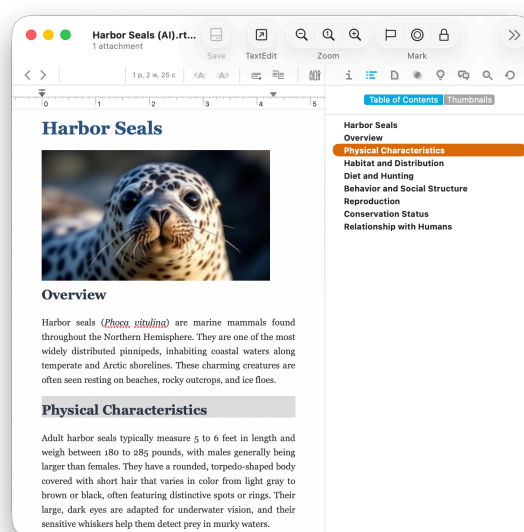 Harbor Seals (AI).rt...
1 attachment
Save
TextEdit
Zoom
Mark
1 p, 2 w, 25 c
0 1 2 3 4 5
Table of Contents Thumbnails
Harbor Seals
Overview
Harbor seals (Phoca vitulina) are marine mammals found
throughout the Northern Hemisphere. They are one of the most
widely distributed pinnipeds, inhabiting coastal waters along
temperate and Arctic shorelines. These charming creatures are
often seen resting on beaches, rocky outcrops, and ice floes.
Physical Characteristics
Adult harbor seals typically measure 5 to 6 feet in length and
weigh between 180 to 285 pounds, with males generally being
larger than females. They have a rounded, torpedo-shaped body
covered with short hair that varies in color from light gray to
brown or black, often featuring distinctive spots or rings. Their
large, dark eyes are adapted for underwater vision, and their
sensitive whiskers help them detect prey in murky waters.
Harbor Seals
Overview
Physical Characteristics
Habitat and Distribution
Diet and Hunting
Behavior and Social Structure
Reproduction
Conservation Status
Relationship with Humans